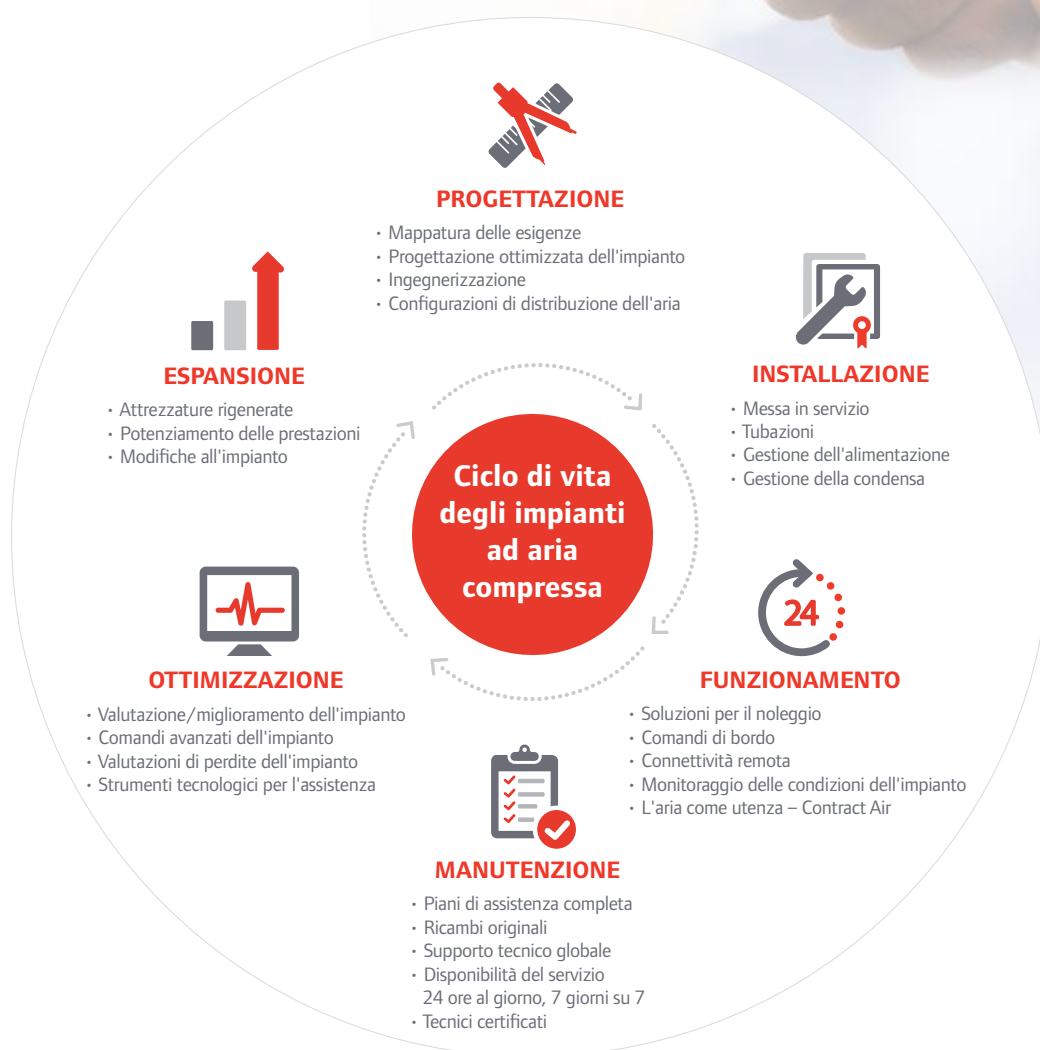 PROGETTAZIONE
· Mappatura delle esigenze
· Progettazione ottimizzata dell'impianto
· Ingegnerizzazione
· Configurazioni di distribuzione dell'aria
INSTALLAZIONE
· Messa in servizio
· Tubazioni
· Gestione dell'alimentazione
· Gestione della condensa
24
FUNZIONAMENTO
· Soluzioni per il noleggio
· Comandi di bordo
· Connettività remota
· Monitoraggio delle condizioni dell'impianto
· L'aria come utenza – Contract Air
MANUTENZIONE
· Piani di assistenza completa
· Ricambi originali
· Supporto tecnico globale
· Disponibilità del servizio
24 ore al giorno, 7 giorni su 7
· Tecnici certificati
OTTIMIZZAZIONE
· Valutazione/miglioramento dell'impianto
· Comandi avanzati dell'impianto
· Valutazioni di perdite dell'impianto
· Strumenti tecnologici per l'assistenza
ESPANSIONE
· Attrezzature rigenerate
· Potenziamento delle prestazioni
· Modifiche all'impianto
Ciclo di vita
degli impianti
ad aria
compressa